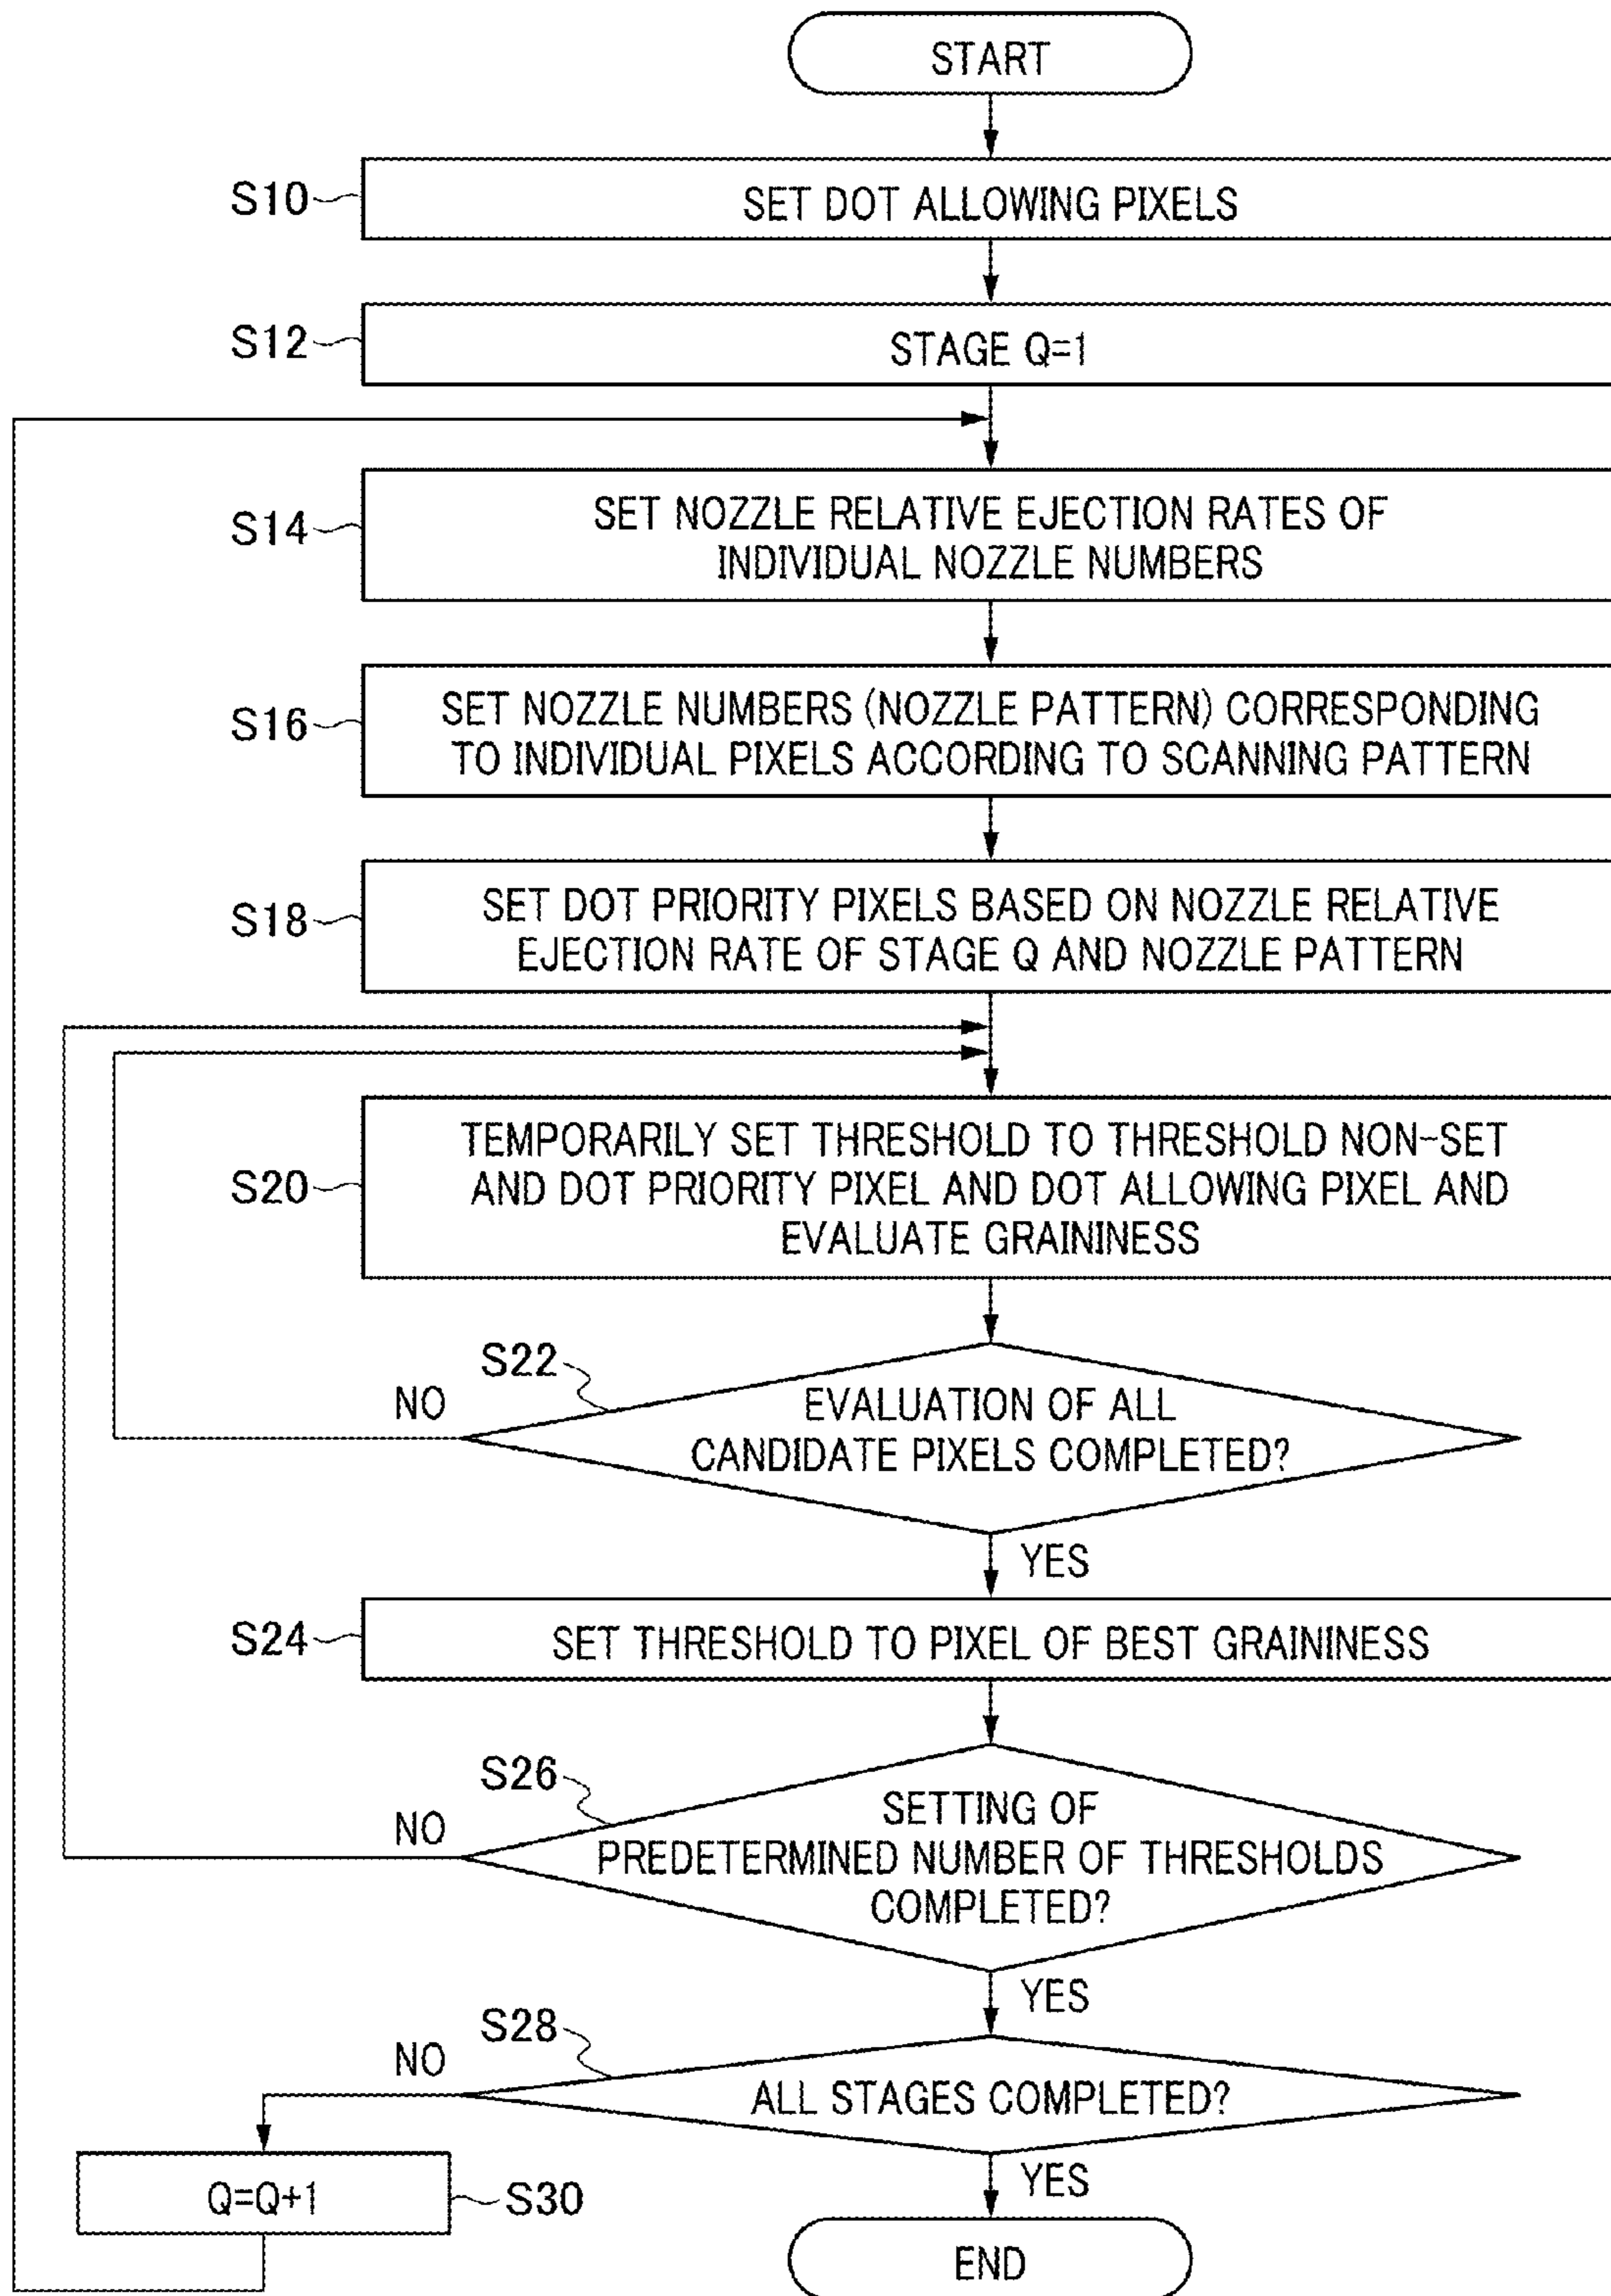 START
S10
SET DOT ALLOWING PIXELS
S12
STAGE Q=1
S14
SET NOZZLE RELATIVE EJECTION RATES OF
INDIVIDUAL NOZZLE NUMBERS
S16
SET NOZZLE NUMBERS (NOZZLE PATTERN) CORRESPONDING
TO INDIVIDUAL PIXELS ACCORDING TO SCANNING PATTERN
S18
SET DOT PRIORITY PIXELS BASED ON NOZZLE RELATIVE
EJECTION RATE OF STAGE Q AND NOZZLE PATTERN
S20
TEMPORARILY SET THRESHOLD TO THRESHOLD NON-SET
AND DOT PRIORITY PIXEL AND DOT ALLOWING PIXEL AND
EVALUATE GRAININESS
S22
NO
EVALUATION OF ALL
CANDIDATE PIXELS COMPLETED?
YES
S24
SET THRESHOLD TO PIXEL OF BEST GRAININESS
S26
NO
SETTING OF
PREDETERMINED NUMBER OF THRESHOLDS
COMPLETED?
YES
S28
NO
ALL STAGES COMPLETED?
YES
Q=Q+1
S30
END